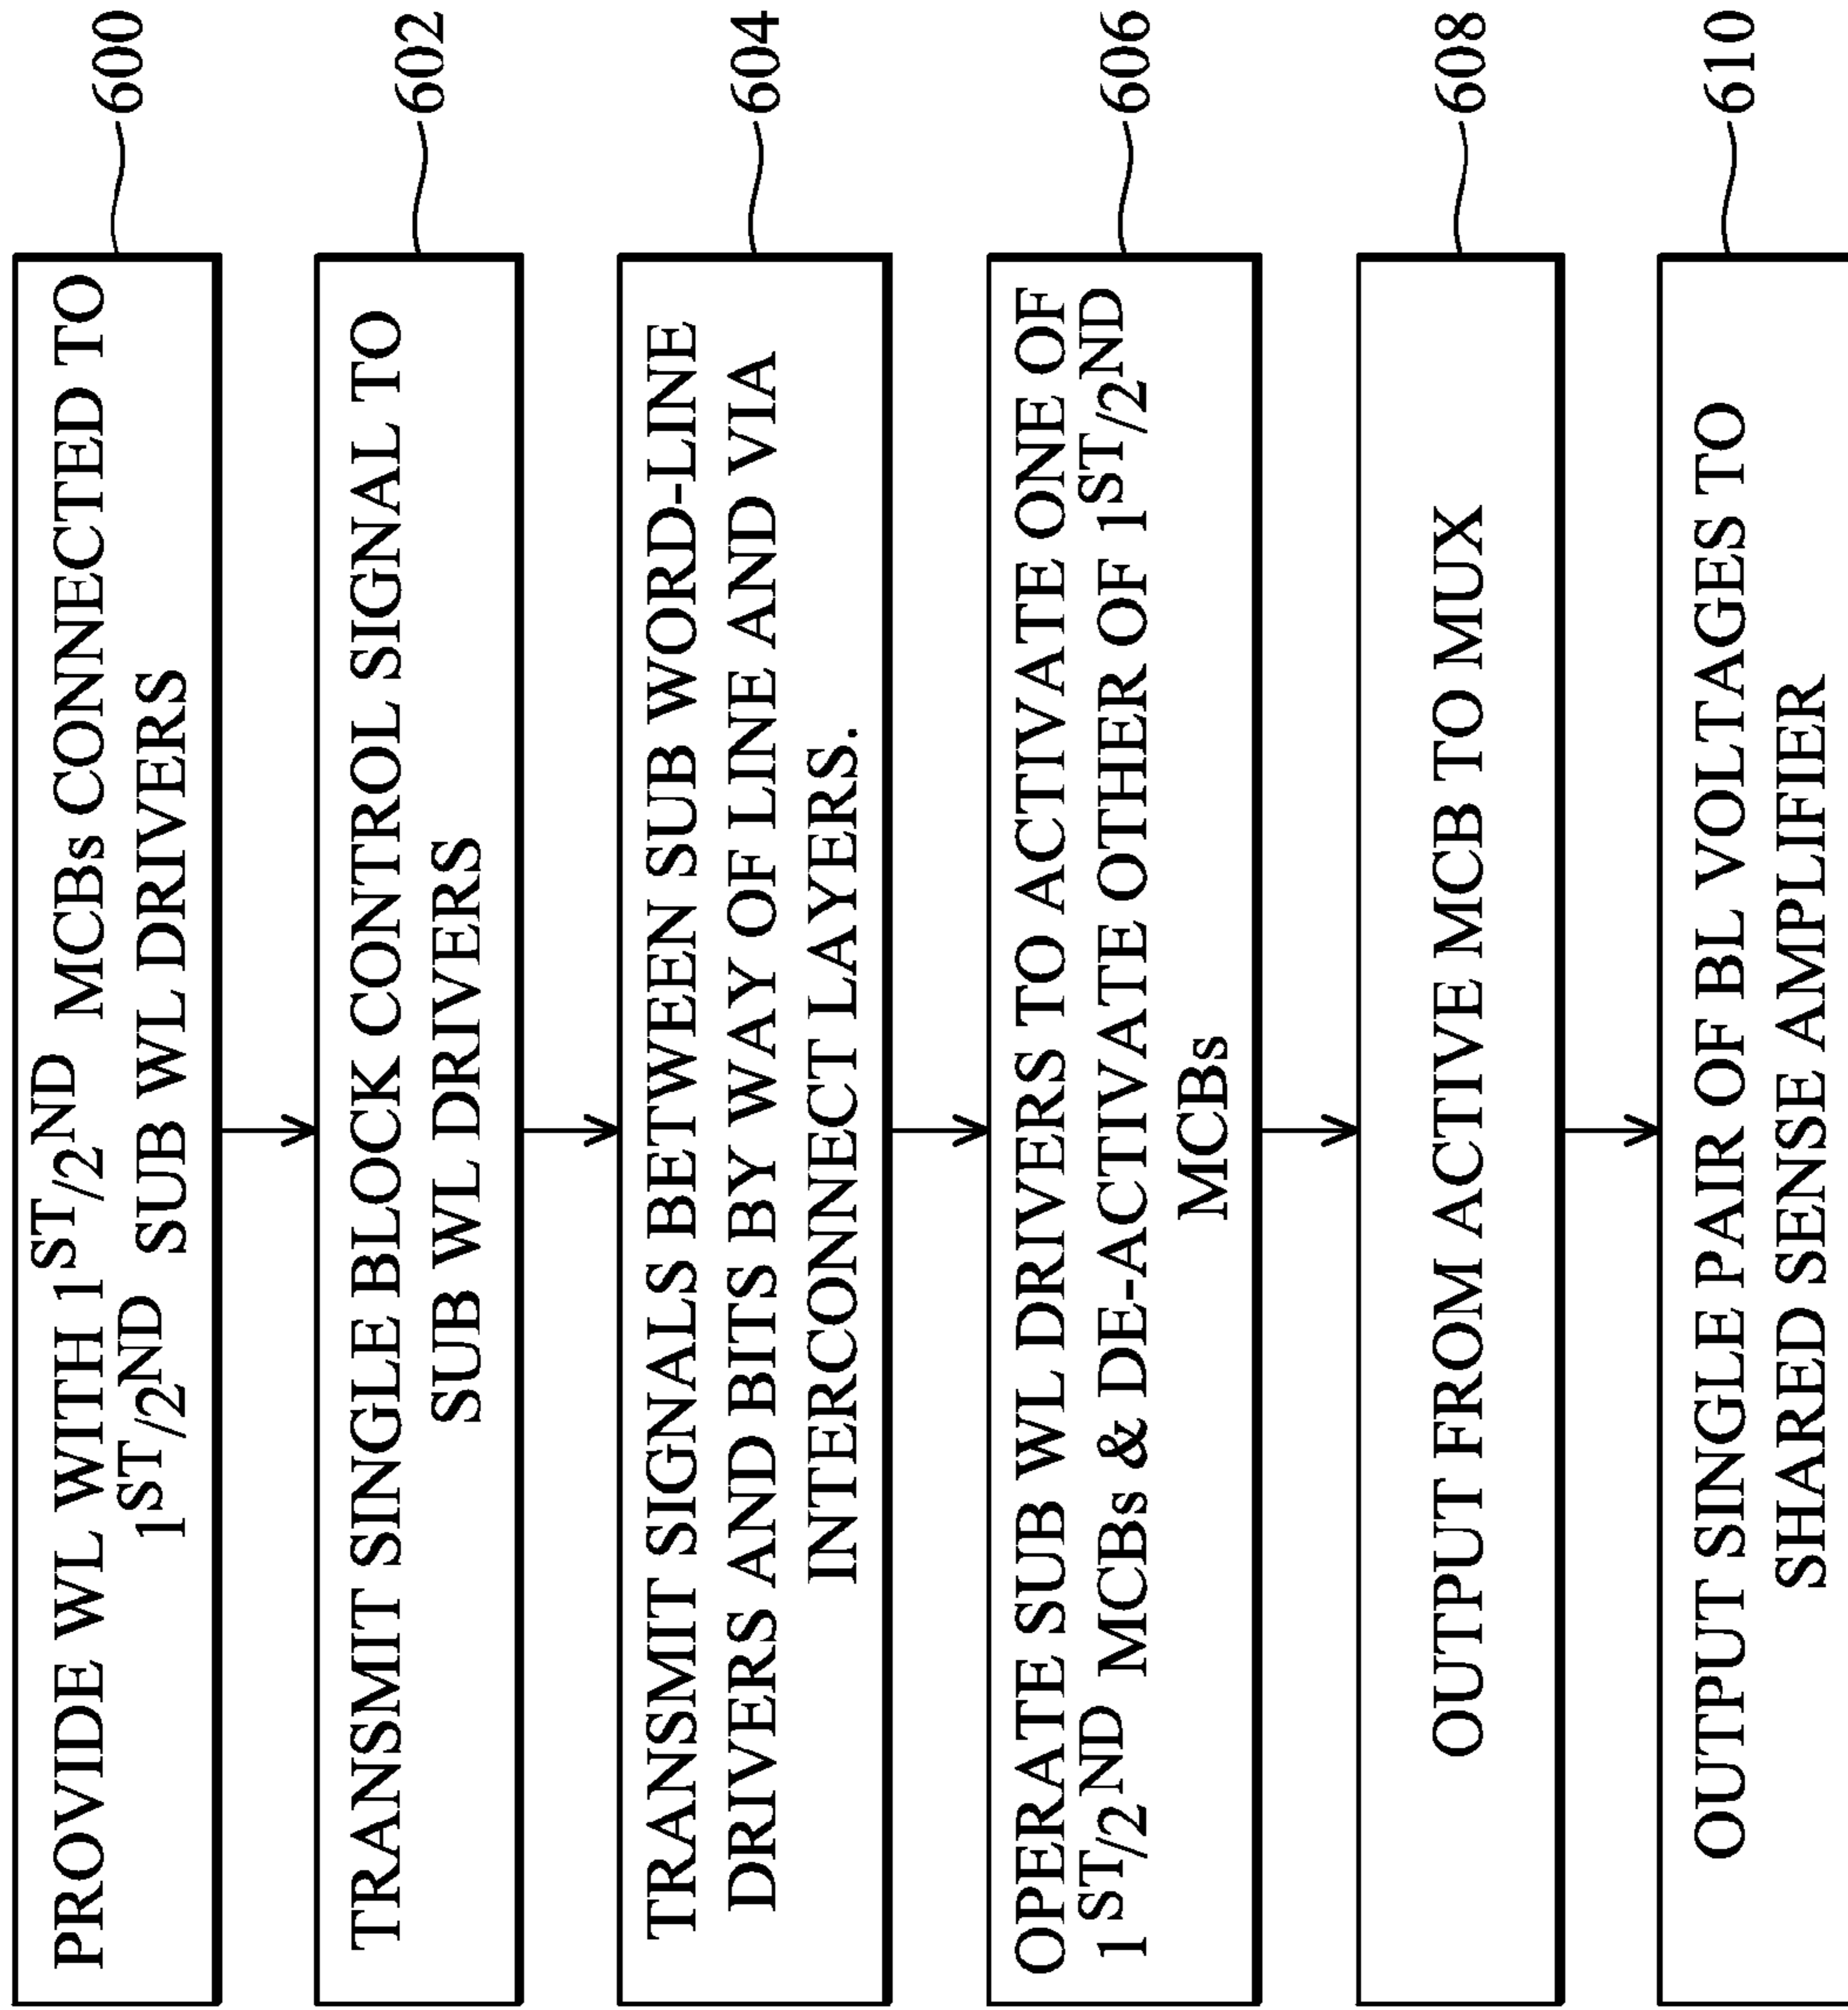 PROVIDE WL WITH 1ST/2ND MCBs CONNECTED TO
1ST/2ND SUB WL DRIVERS
600
TRANSMIT SINGLE BLOCK CONTROL SIGNAL TO
SUB WL DRIVERS
602
TRANSMIT SIGNALS BETWEEN SUB WORD-LINE
DRIVERS AND BITS BY WAY OF LINE AND VIA
INTERCONNECT LAYERS.
604
OPERATE SUB WL DRIVERS TO ACTIVATE ONE OF
1ST/2ND MCBs & DE-ACTIVATE OTHER OF 1ST/2ND
MCBs
606
OUTPUT FROM ACTIVE MCB TO MUX
608
OUTPUT SINGLE PAIR OF BL VOLTAGES TO
SHARED SENSE AMPLIFIER
610